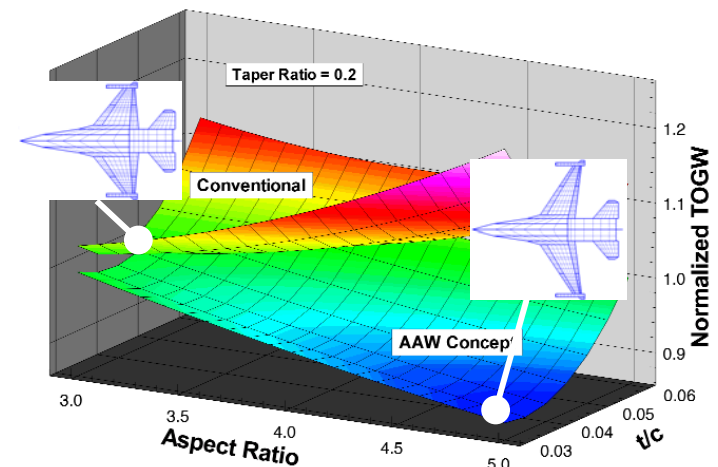 Taper Ratio = 0.2
Conventional
AAW Concep
Normalized TOGW
1.2
1.1
1.0
0.9
0.06
0.05
0.04
0.03
t/c
3.0
3.5
4.0
4.5
5.0
Aspect Ratio